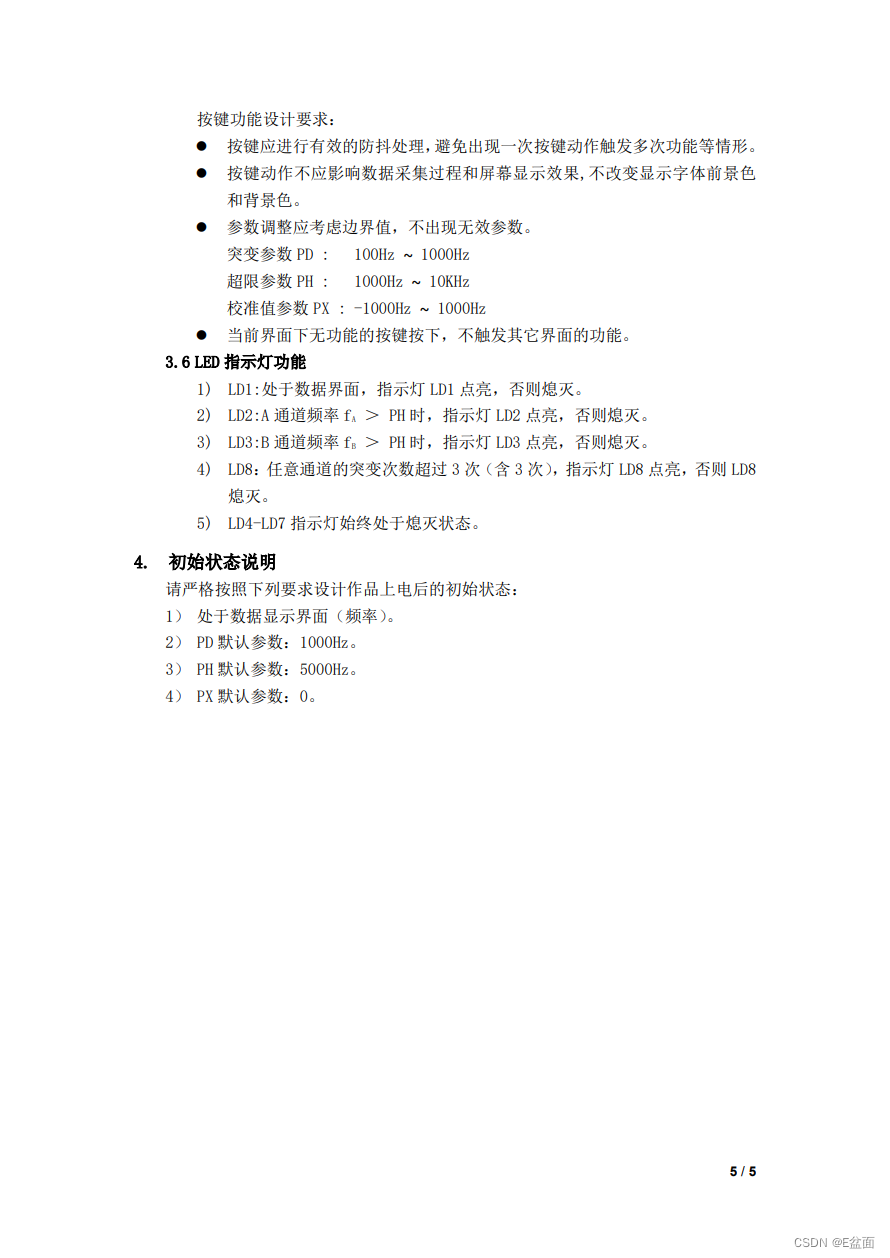 按键功能设计要求：
● 按键应进行有效的防抖处理，避免出现一次按键动作触发多次功能等情形。
● 按键动作不应影响数据采集过程和屏幕显示效果,不改变显示字体前景色
和背景色。
● 参数调整应考虑边界值，不出现无效参数。
突变参数 PD ： 100Hz ~ 1000Hz
超限参数 PH ： 1000Hz ~ 10KHz
校准值参数 PX ：-1000Hz ~ 1000Hz
● 当前界面下无功能的按键按下，不触发其它界面的功能。
3.6 LED 指示灯功能
1) LD1:处于数据界面，指示灯 LD1 点亮，否则熄灭。
2) LD2:A 通道频率 fA ＞ PH 时，指示灯 LD2 点亮，否则熄灭。
3) LD3:B 通道频率 fB ＞ PH 时，指示灯 LD3 点亮，否则熄灭。
4) LD8：任意通道的突变次数超过 3 次（含 3 次），指示灯 LD8 点亮，否则 LD8
熄灭。
5) LD4-LD7 指示灯始终处于熄灭状态。
4. 初始状态说明
请严格按照下列要求设计作品上电后的初始状态：
1） 处于数据显示界面（频率）。
2） PD 默认参数：1000Hz。
3） PH 默认参数：5000Hz。
4） PX 默认参数：0。
5 / 5
CSDN @E盆面